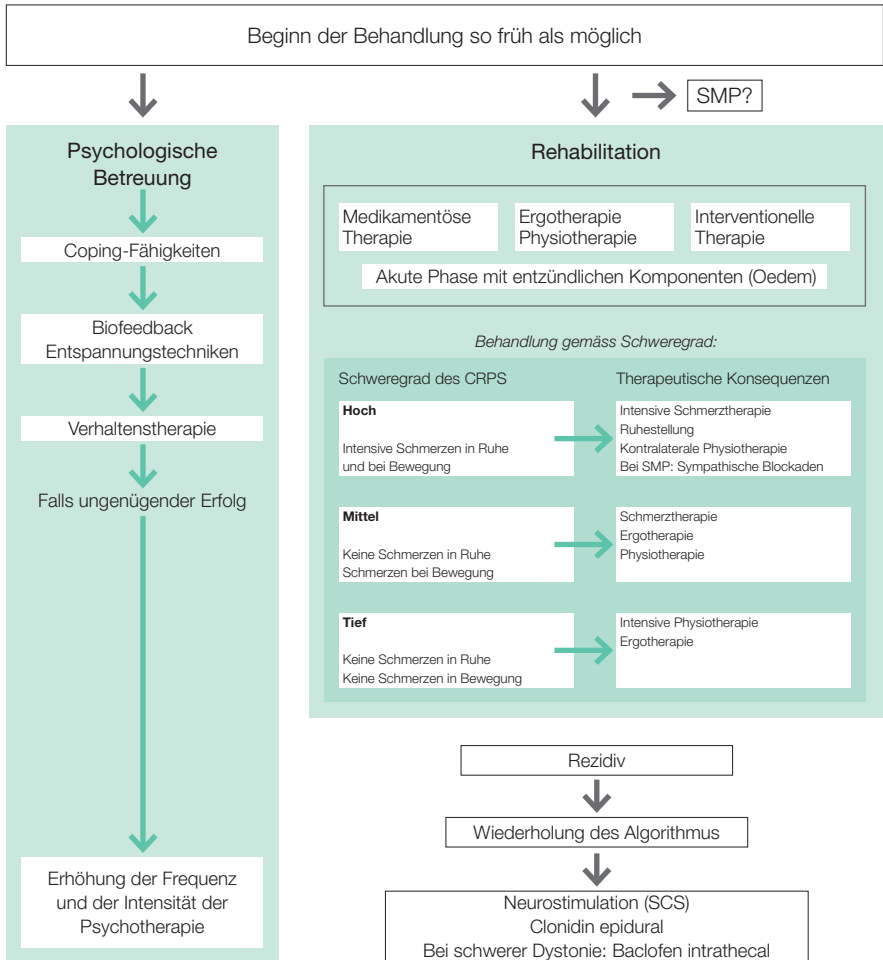 Beginn der Behandlung so früh als möglich
SMP?
Psychologische
Betreuung
Coping-Fähigkeiten
Biofeedback
Entspannungstechniken
Verhaltenstherapie
Falls ungenügender Erfolg
Erhöhung der Frequenz
und der Intensität der
Psychotherapie
Rehabilitation
Medikamentöse
Therapie
Ergotherapie
Physiotherapie
Interventionelle
Therapie
Akute Phase mit entzündlichen Komponenten (Oedem)
Behandlung gemäss Schweregrad:
Schweregrad des CRPS
Therapeutische Konsequenzen
Hoch
Intensive Schmerzen in Ruhe
und bei Bewegung
Intensive Schmerztherapie
Ruhestellung
Kontralaterale Physiotherapie
Bei SMP: Sympathische Blockaden
Mittel
Keine Schmerzen in Ruhe
Schmerzen bei Bewegung
Schmerztherapie
Ergotherapie
Physiotherapie
Tief
Keine Schmerzen in Ruhe
Keine Schmerzen in Bewegung
Intensive Physiotherapie
Ergotherapie
Rezidiv
Wiederholung des Algorithmus
Neurostimulation (SCS)
Clonidin epidural
Bei schwerer Dystonie: Baclofen intrathecal